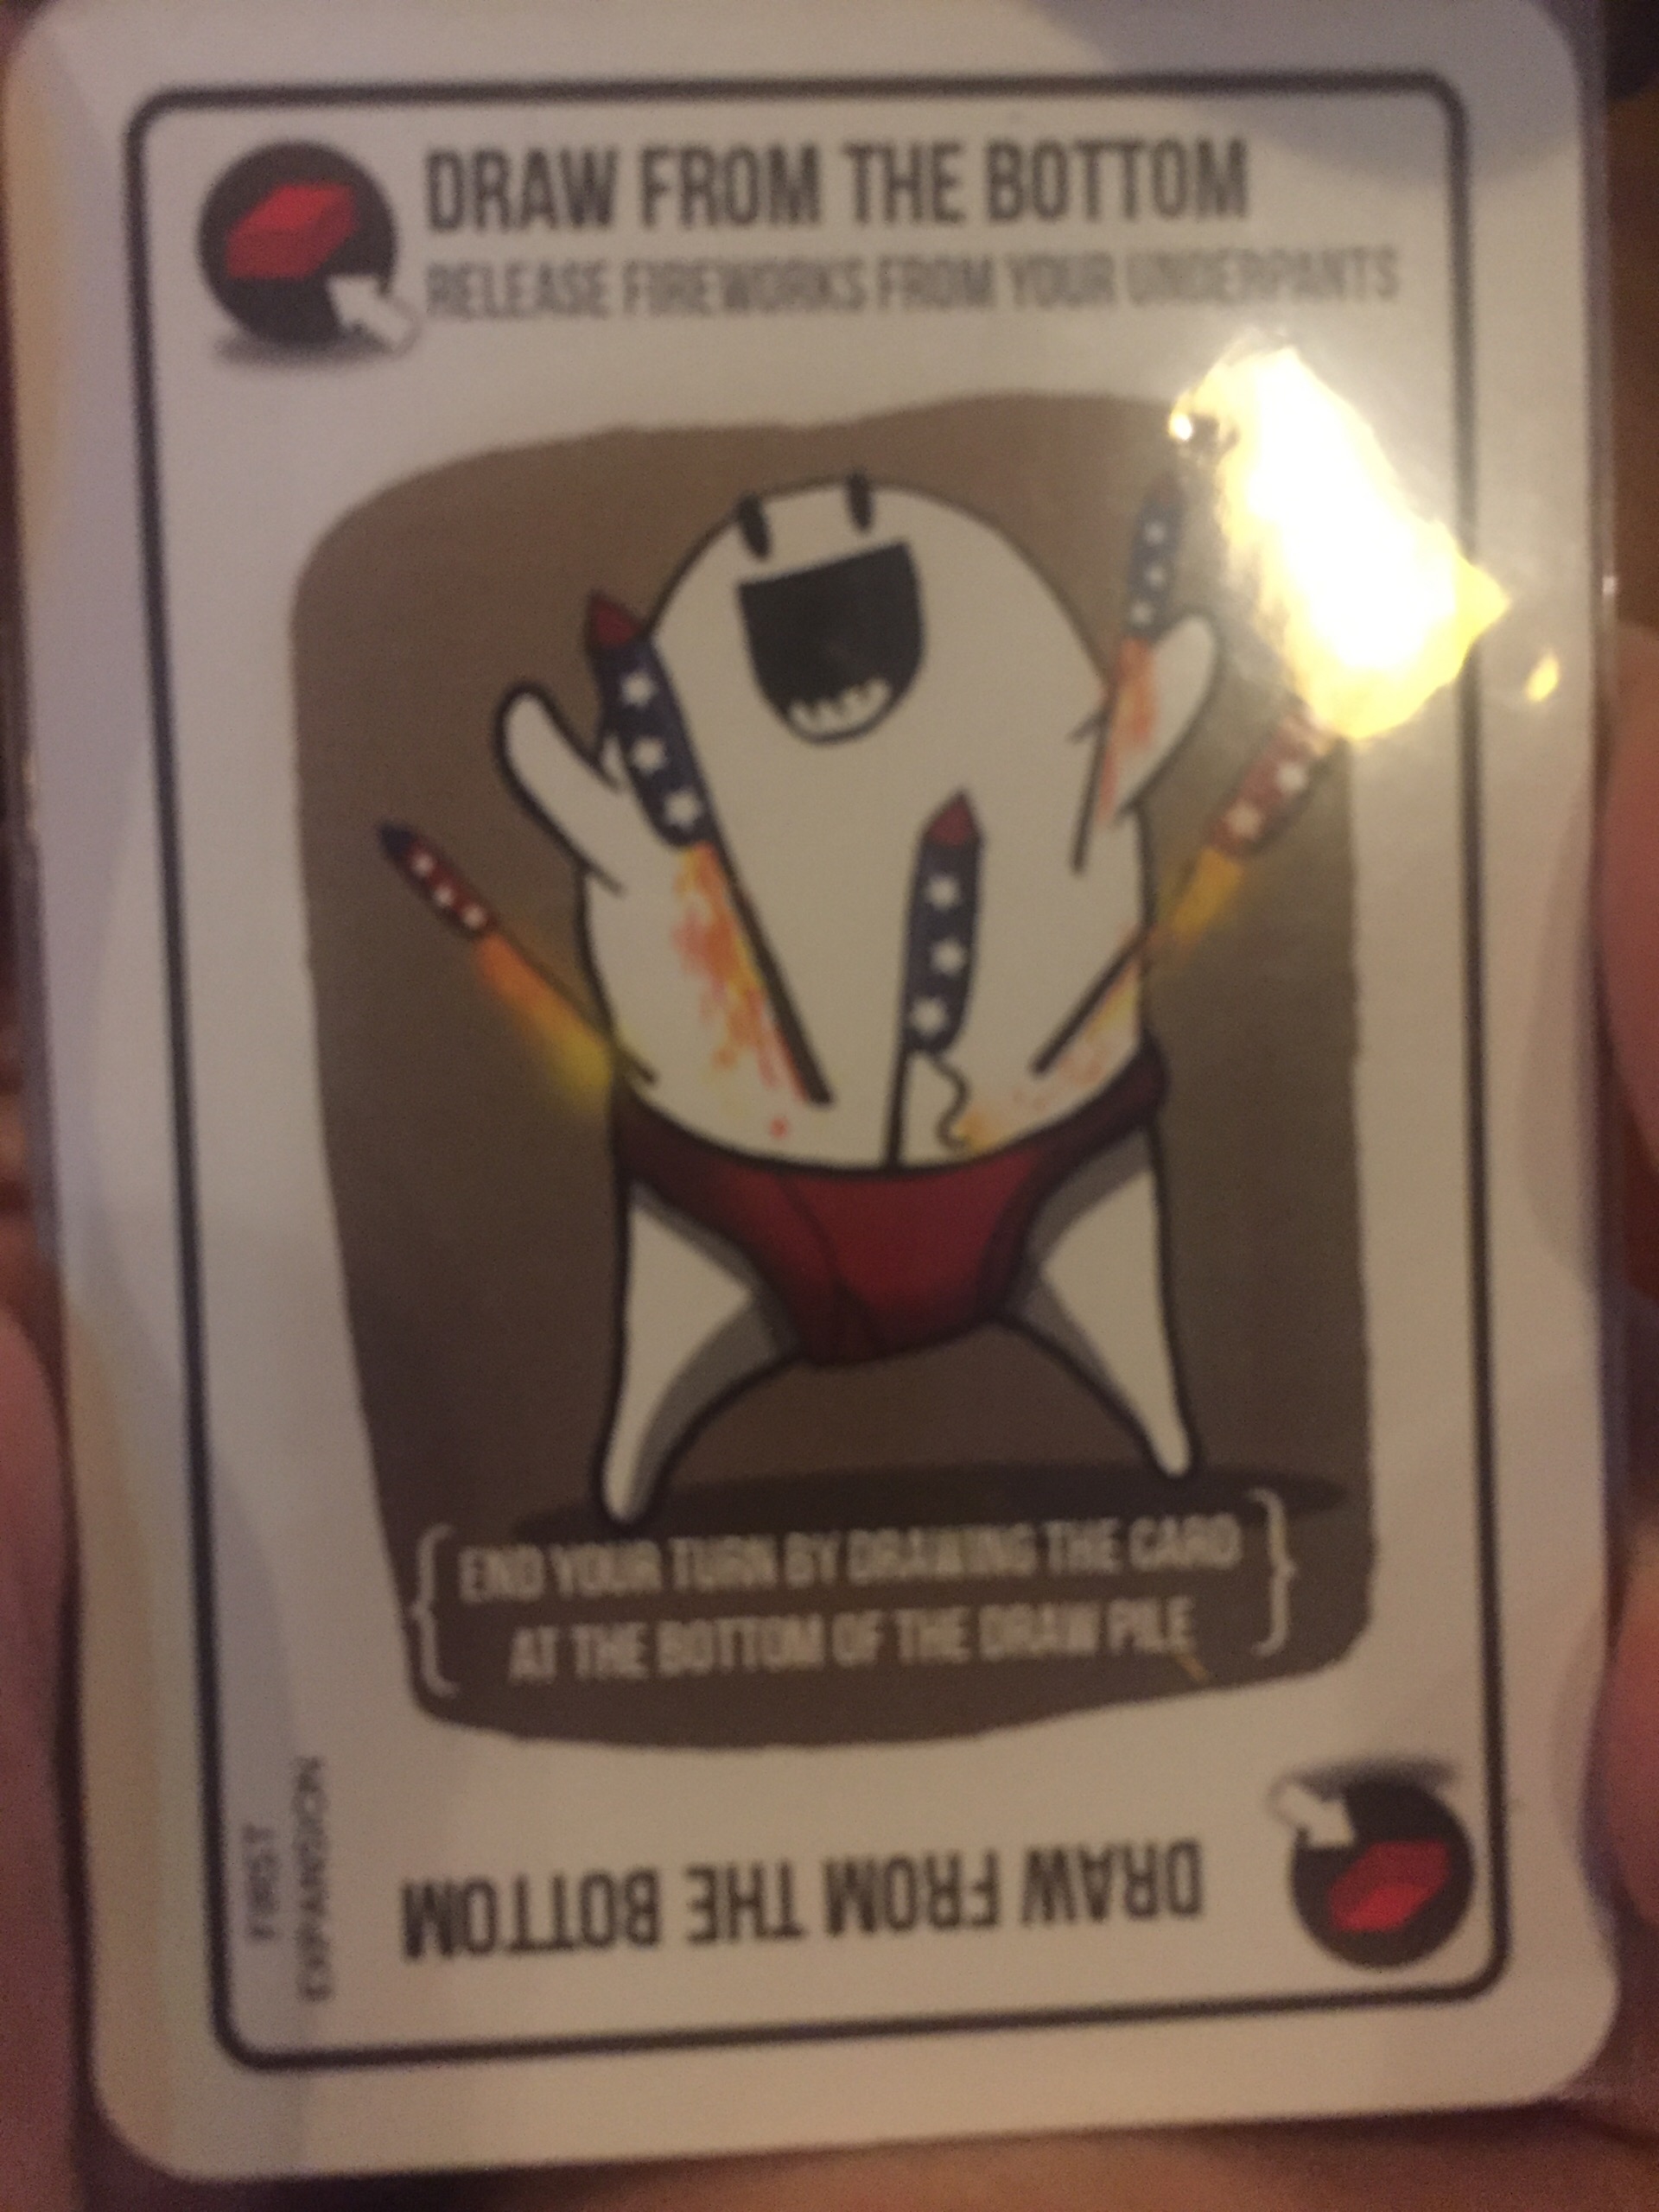 DRAW FROM THE BOTTOM
RELEASE FIREWORKS FROM YOUR UNDERPANTS
END YOUR TURN BY DRAWING THE CARD
AT THE BOTTOM OF THE DRAW PILE
FIRST
EXPANSION
DRAW FROM THE BOTTOM